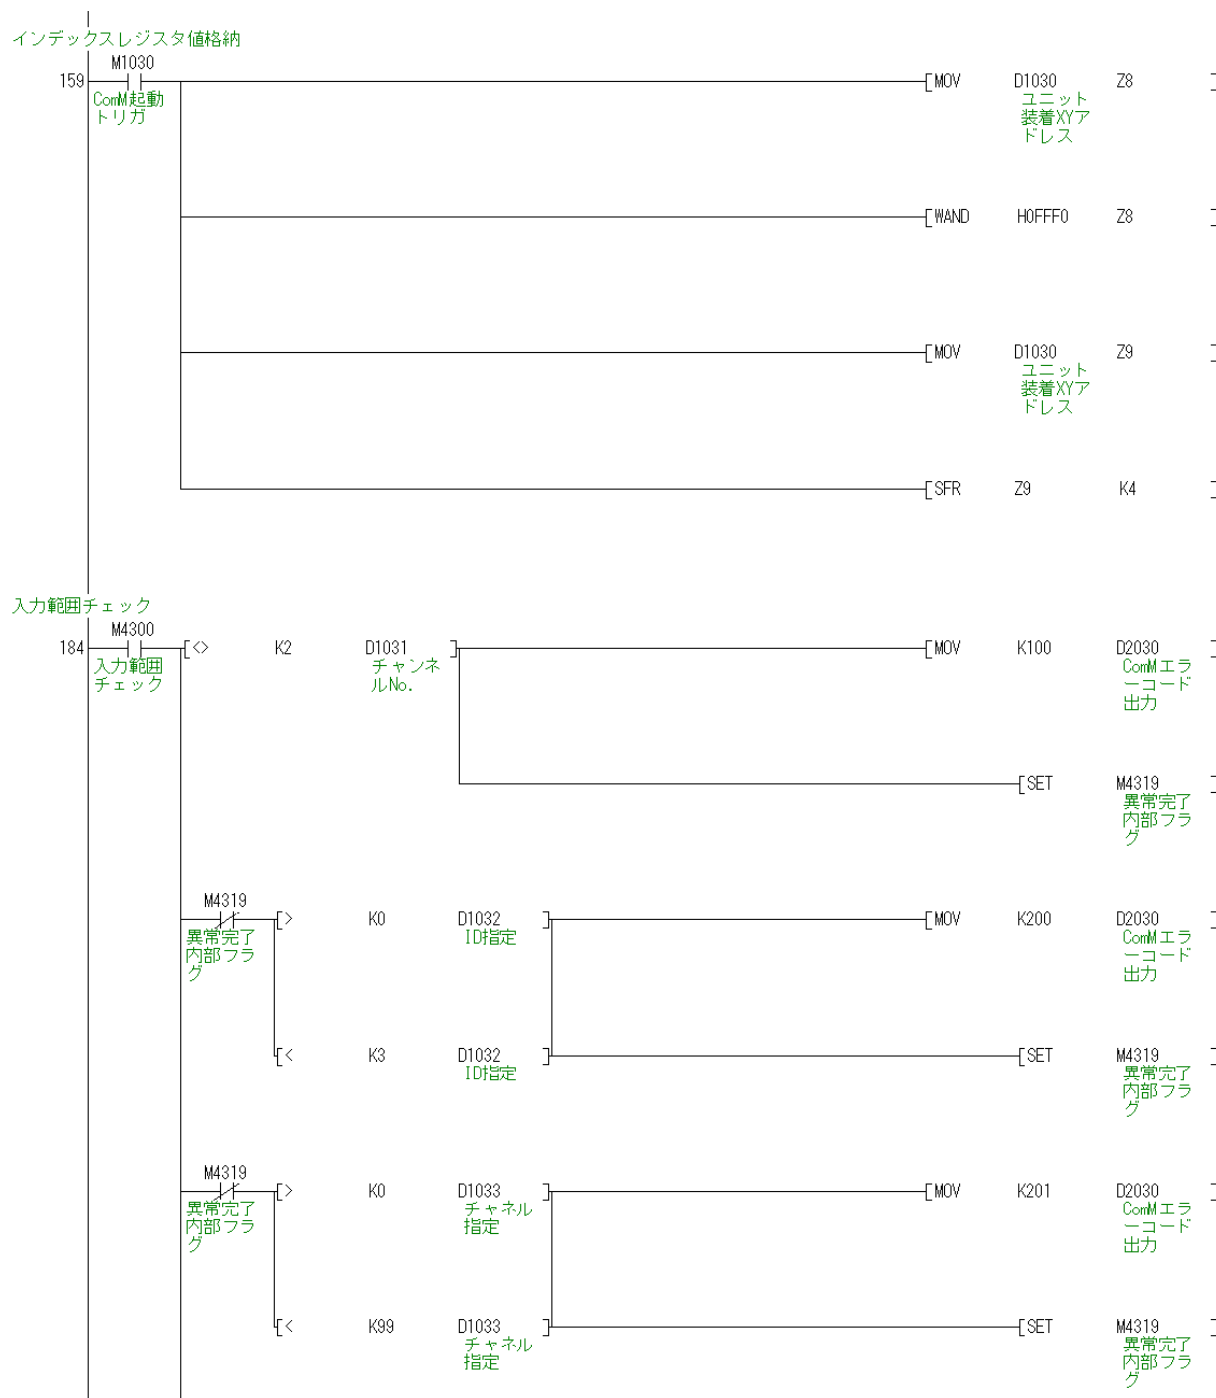 インデックスレジスタ値格納
M1030
159
ComM起動
トリガ
[MOV D1030 Z8 ]
ユニット
装着XYア
ドレス
[WAND H0FFF0 Z8 ]
[MOV D1030 Z9 ]
ユニット
装着XYア
ドレス
[SFR Z9 K4 ]
入力範囲チェック
M4300
184
入力範囲
チェック
[<> K2 D1031 ]
チャンネ
ルNo.
[MOV K100 D2030 ]
ComMエラ
ーコード
出力
[SET M4319 ]
異常完了
内部フラ
グ
M4319
異常完了
内部フラ
グ
[> K0 D1032 ]
ID指定
[MOV K200 D2030 ]
ComMエラ
ーコード
出力
[< K3 D1032 ]
ID指定
[SET M4319 ]
異常完了
内部フラ
グ
M4319
異常完了
内部フラ
グ
[> K0 D1033 ]
チャネル
指定
[MOV K201 D2030 ]
ComMエラ
ーコード
出力
[< K99 D1033 ]
チャネル
指定
[SET M4319 ]
異常完了
内部フラ
グ